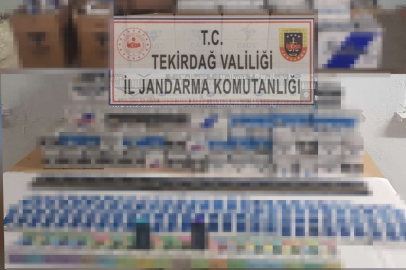 T.C.
TEKİRDAĞ VALİLİĞİ
İL JANDARMA KOMUTANLIĞI